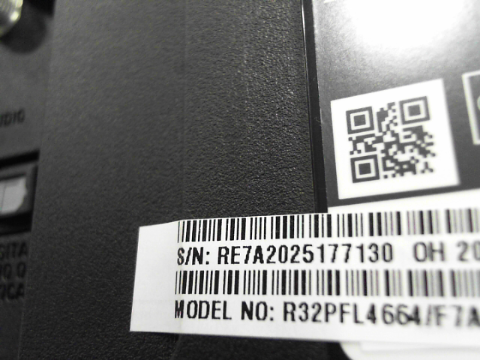 S/N: RE7A2025177130 OH 20
MODEL NO: R32PFL4664/F7A